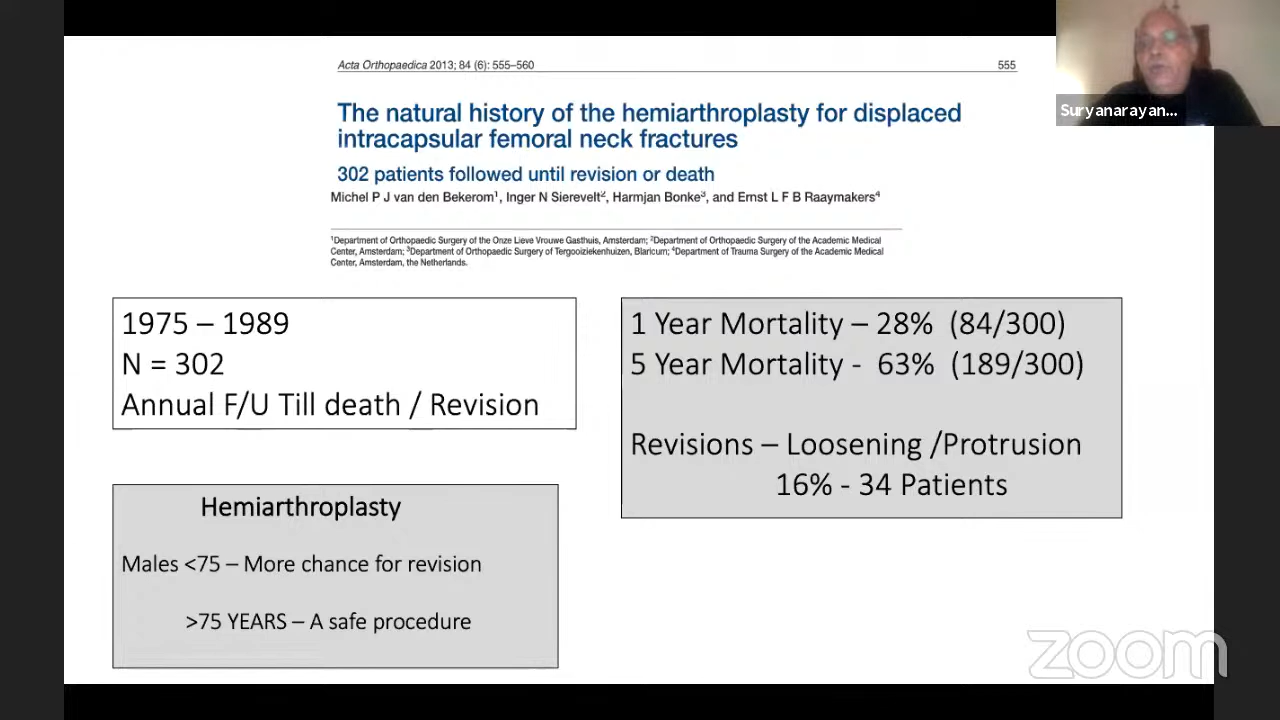 Acta Orthopaedica 2013; 84 (6): 555–560
555
The natural history of the hemiarthroplasty for displaced
intracapsular femoral neck fractures
302 patients followed until revision or death
Michel P J van den Bekerom¹, Inger N Sierevelt², Harmjan Bonke³, and Ernst L F B Raaymakers⁴
¹Department of Orthopaedic Surgery of the Onze Lieve Vrouwe Gasthuis, Amsterdam; ²Department of Orthopaedic Surgery of the Academic Medical
Center, Amsterdam; ³Department of Orthopaedic Surgery of Tergooiziekenhuizen, Blaricum; ⁴Department of Trauma Surgery of the Academic Medical
Center, Amsterdam, the Netherlands.
Suryanarayan...
1975 – 1989
N = 302
Annual F/U Till death / Revision
1 Year Mortality – 28% (84/300)
5 Year Mortality - 63% (189/300)
Revisions – Loosening /Protrusion
16% - 34 Patients
Hemiarthroplasty
Males <75 – More chance for revision
>75 YEARS – A safe procedure
zoom